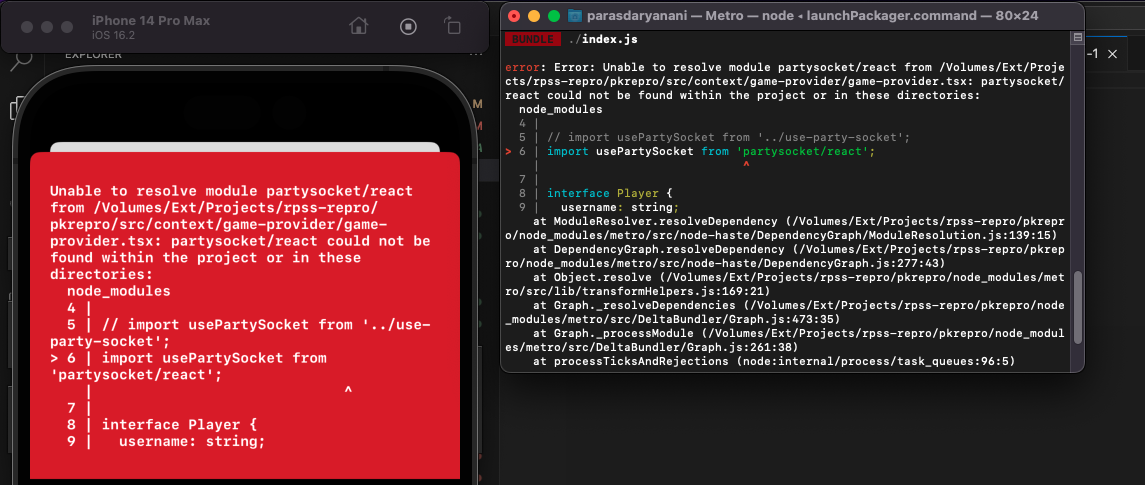 iPhone 14 Pro Max
iOS 16.2
EXPLORER
M
M
A
Unable to resolve module partysocket/react
from /Volumes/Ext/Projects/rpss-repro/
pkrepro/src/context/game-provider/game-
provider.tsx: partysocket/react could not be
found within the project or in these
directories:
  node_modules
  4 |
  5 | // import usePartySocket from '../use-
party-socket';
> 6 | import usePartySocket from
'partysocket/react';
    |                              ^
  7 |
  8 | interface Player {
  9 |   username: string;
parasdaryanani — Metro — node ◂ launchPackager.command — 80×24
-1 ×
BUNDLE  ./index.js
error: Error: Unable to resolve module partysocket/react from /Volumes/Ext/Proje
cts/rpss-repro/pkrepro/src/context/game-provider/game-provider.tsx: partysocket/
react could not be found within the project or in these directories:
  node_modules
  4 |
  5 | // import usePartySocket from '../use-party-socket';
> 6 | import usePartySocket from 'partysocket/react';
    |                             ^
  7 |
  8 | interface Player {
  9 |   username: string;
    at ModuleResolver.resolveDependency (/Volumes/Ext/Projects/rpss-repro/pkrepr
o/node_modules/metro/src/node-haste/DependencyGraph/ModuleResolution.js:139:15)
    at DependencyGraph.resolveDependency (/Volumes/Ext/Projects/rpss-repro/pkrep
ro/node_modules/metro/src/node-haste/DependencyGraph.js:277:43)
    at Object.resolve (/Volumes/Ext/Projects/rpss-repro/pkrepro/node_modules/met
ro/src/lib/transformHelpers.js:169:21)
    at Graph._resolveDependencies (/Volumes/Ext/Projects/rpss-repro/pkrepro/node
_modules/metro/src/DeltaBundler/Graph.js:473:35)
    at Graph._processModule (/Volumes/Ext/Projects/rpss-repro/pkrepro/node_modul
es/metro/src/DeltaBundler/Graph.js:261:38)
    at processTicksAndRejections (node:internal/process/task_queues:96:5)